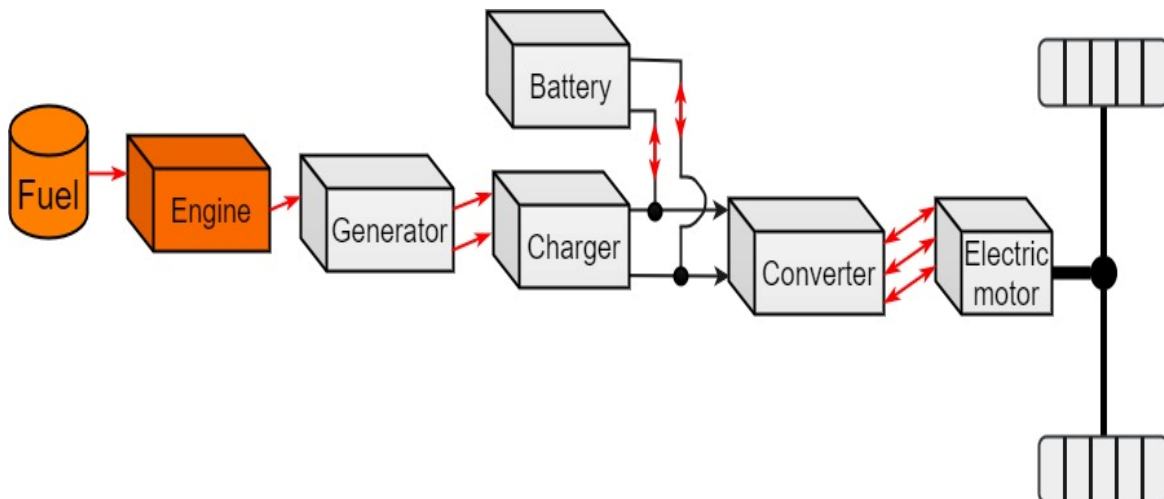 Battery
Fuel
Engine
Generator
Charger
Converter
Electric
motor